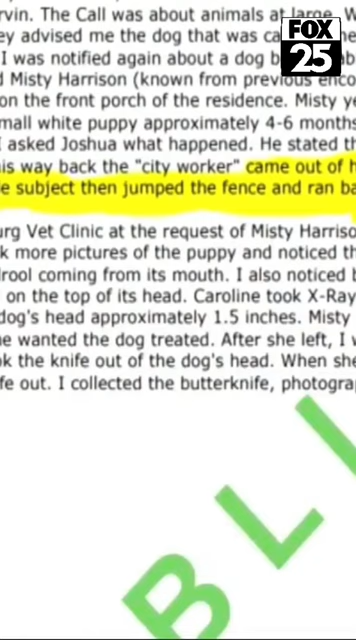 rvin. The Call was about animals at large. W
ey advised me the dog that was ca
I was notified again about a dog b
d Misty Harrison (known from previous enco
on the front porch of the residence. Misty ye
mall white puppy approximately 4-6 months
I asked Joshua what happened. He stated th
is way back the "city worker" came out of h
e subject then jumped the fence and ran ba
urg Vet Clinic at the request of Misty Harriso
k more pictures of the puppy and noticed th
rool coming from its mouth. I also noticed b
on the top of its head. Caroline took X-Ray
dog's head approximately 1.5 inches. Misty
e wanted the dog treated. After she left, I w
ok the knife out of the dog's head. When she
fe out. I collected the butterknife, photogra
FOX
25
BLI